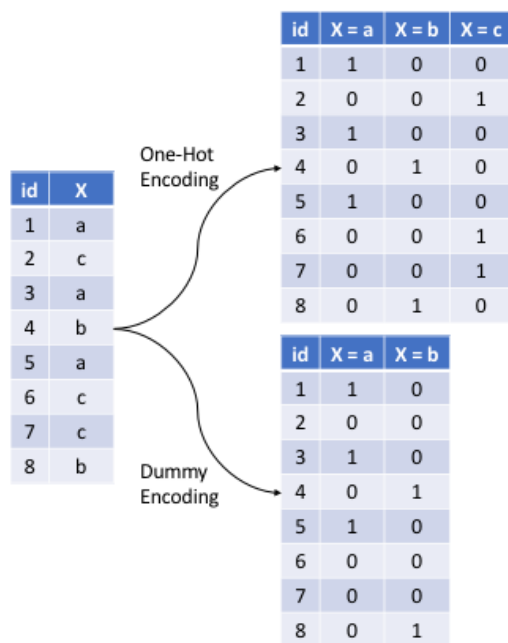 id X = a X = b X = c
1 1 0 0
2 0 0 1
3 1 0 0
4 0 1 0
5 1 0 0
6 0 0 1
7 0 0 1
8 0 1 0
One-Hot
Encoding
id X
1 a
2 c
3 a
4 b
5 a
6 c
7 c
8 b
Dummy
Encoding
id X = a X = b
1 1 0
2 0 0
3 1 0
4 0 1
5 1 0
6 0 0
7 0 0
8 0 1